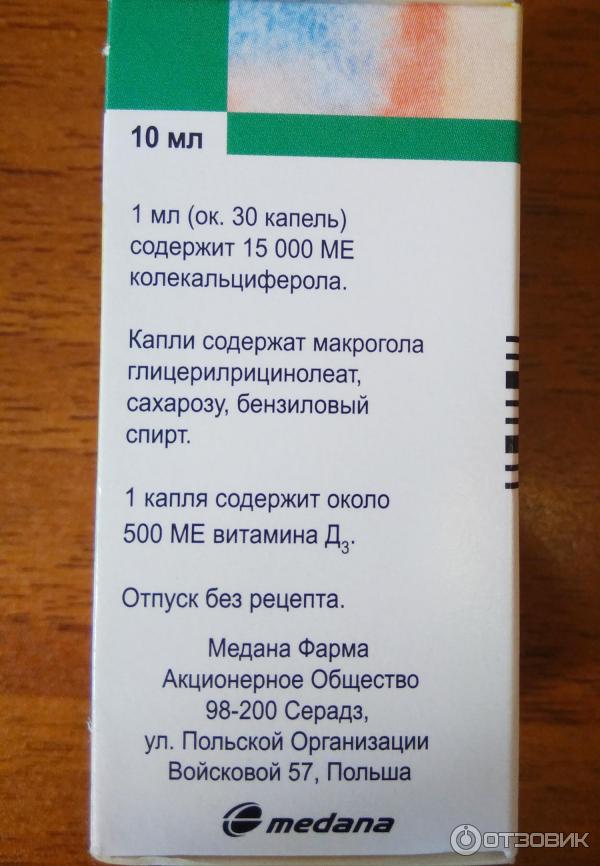 10 мл
1 мл (ок. 30 капель)
содержит 15 000 МЕ
колекальциферола.
Капли содержат макрогола
глицерилрицинолеат,
сахарозу, бензиловый
спирт.
1 капля содержит около
500 МЕ витамина Д₃.
Отпуск без рецепта.
Медана Фарма
Акционерное Общество
98-200 Серадз,
ул. Польской Организации
Войсковой 57, Польша
medana
ОТЗОВИК